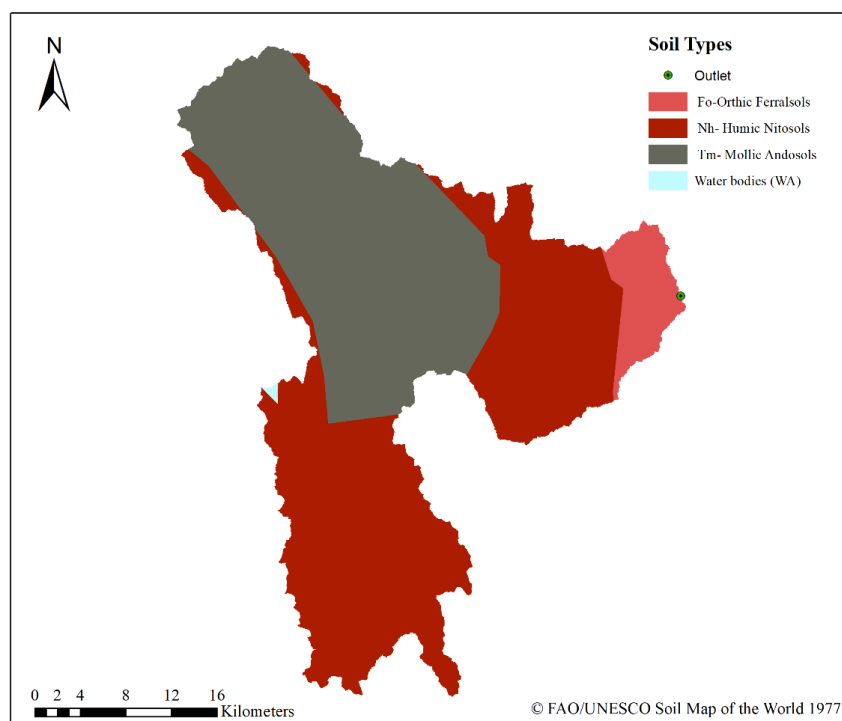 N
Soil Types
Outlet
Fo-Orthic Ferralsols
Nh- Humic Nitosols
Tm- Mollic Andosols
Water bodies (WA)
0 2 4 8 12 16
Kilometers
© FAO/UNESCO Soil Map of the World 1977